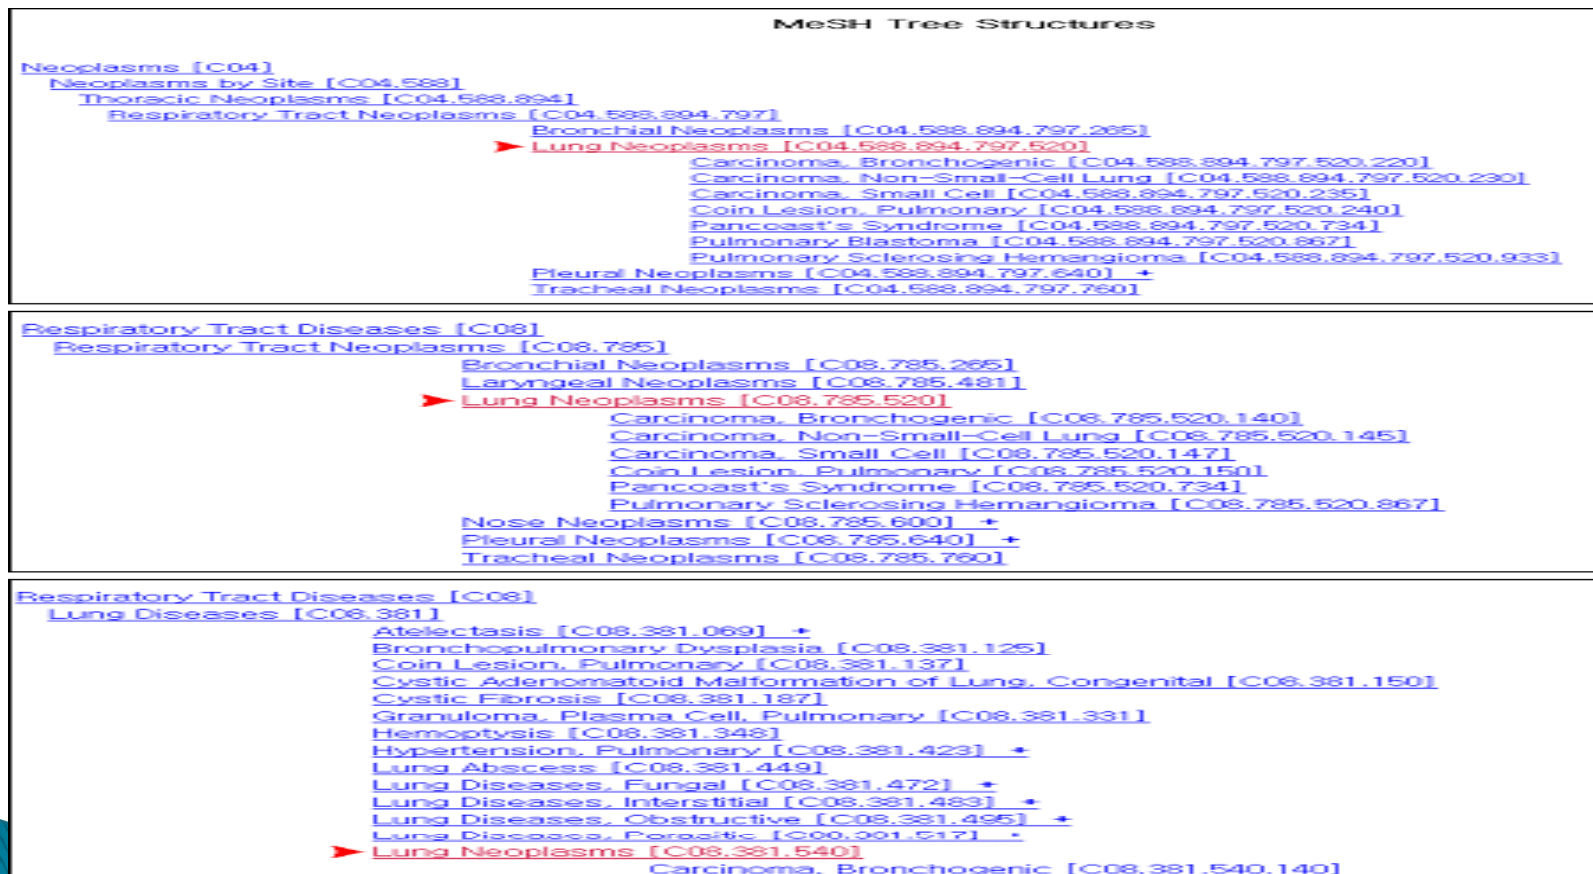 MeSH Tree Structures
Neoplasms [C04]
Neoplasms by Site [C04.588]
Thoracic Neoplasms [C04.588.894]
Respiratory Tract Neoplasms [C04.588.894.797]
Bronchial Neoplasms [C04.588.894.797.265]
Lung Neoplasms [C04.588.894.797.520]
Carcinoma, Bronchogenic [C04.588.894.797.520.220]
Carcinoma, Non-Small-Cell Lung [C04.588.894.797.520.230]
Carcinoma, Small Cell [C04.588.894.797.520.235]
Coin Lesion, Pulmonary [C04.588.894.797.520.240]
Pancoast's Syndrome [C04.588.894.797.520.734]
Pulmonary Blastoma [C04.588.894.797.520.867]
Pulmonary Sclerosing Hemangioma [C04.588.894.797.520.933]
Pleural Neoplasms [C04.588.894.797.640] +
Tracheal Neoplasms [C04.588.894.797.760]
Respiratory Tract Diseases [C08]
Respiratory Tract Neoplasms [C08.785]
Bronchial Neoplasms [C08.785.265]
Laryngeal Neoplasms [C08.785.481]
Lung Neoplasms [C08.785.520]
Carcinoma, Bronchogenic [C08.785.520.140]
Carcinoma, Non-Small-Cell Lung [C08.785.520.145]
Carcinoma, Small Cell [C08.785.520.147]
Coin Lesion, Pulmonary [C08.785.520.150]
Pancoast's Syndrome [C08.785.520.734]
Pulmonary Sclerosing Hemangioma [C08.785.520.867]
Nose Neoplasms [C08.785.600] +
Pleural Neoplasms [C08.785.640] +
Tracheal Neoplasms [C08.785.760]
Respiratory Tract Diseases [C08]
Lung Diseases [C08.381]
Atelectasis [C08.381.069] +
Bronchopulmonary Dysplasia [C08.381.125]
Coin Lesion, Pulmonary [C08.381.137]
Cystic Adenomatoid Malformation of Lung, Congenital [C08.381.150]
Cystic Fibrosis [C08.381.187]
Granuloma, Plasma Cell, Pulmonary [C08.381.331]
Hemoptysis [C08.381.348]
Hypertension, Pulmonary [C08.381.423] +
Lung Abscess [C08.381.449]
Lung Diseases, Fungal [C08.381.472] +
Lung Diseases, Interstitial [C08.381.483] +
Lung Diseases, Obstructive [C08.381.495] +
Lung Diseases, Parasitic [C08.381.517] +
Lung Neoplasms [C08.381.540]
Carcinoma, Bronchogenic [C08.381.540.140]